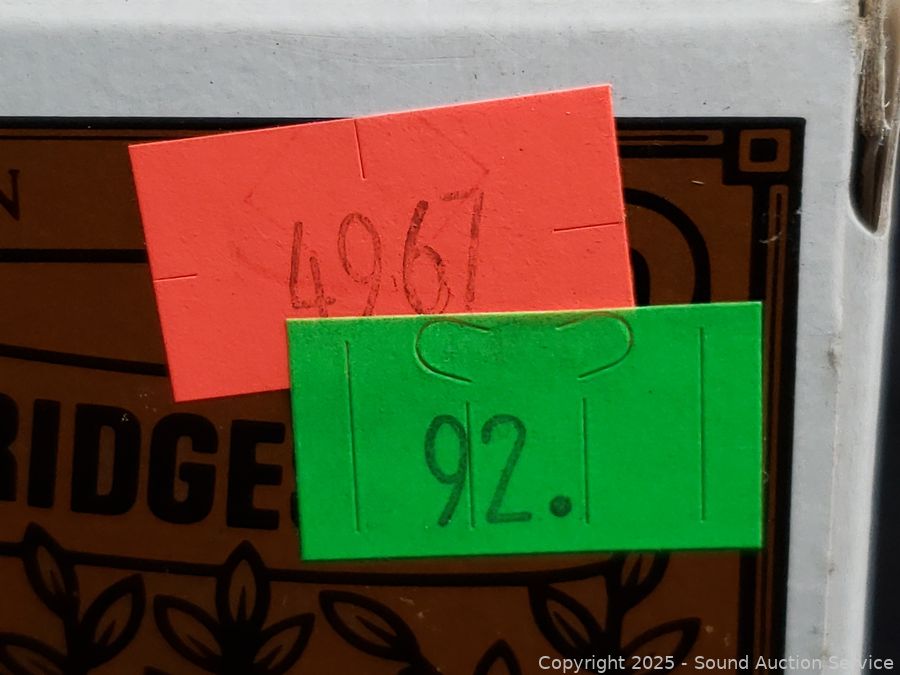 N
4967
92.
RIDGE
Copyright 2025 - Sound Auction Service